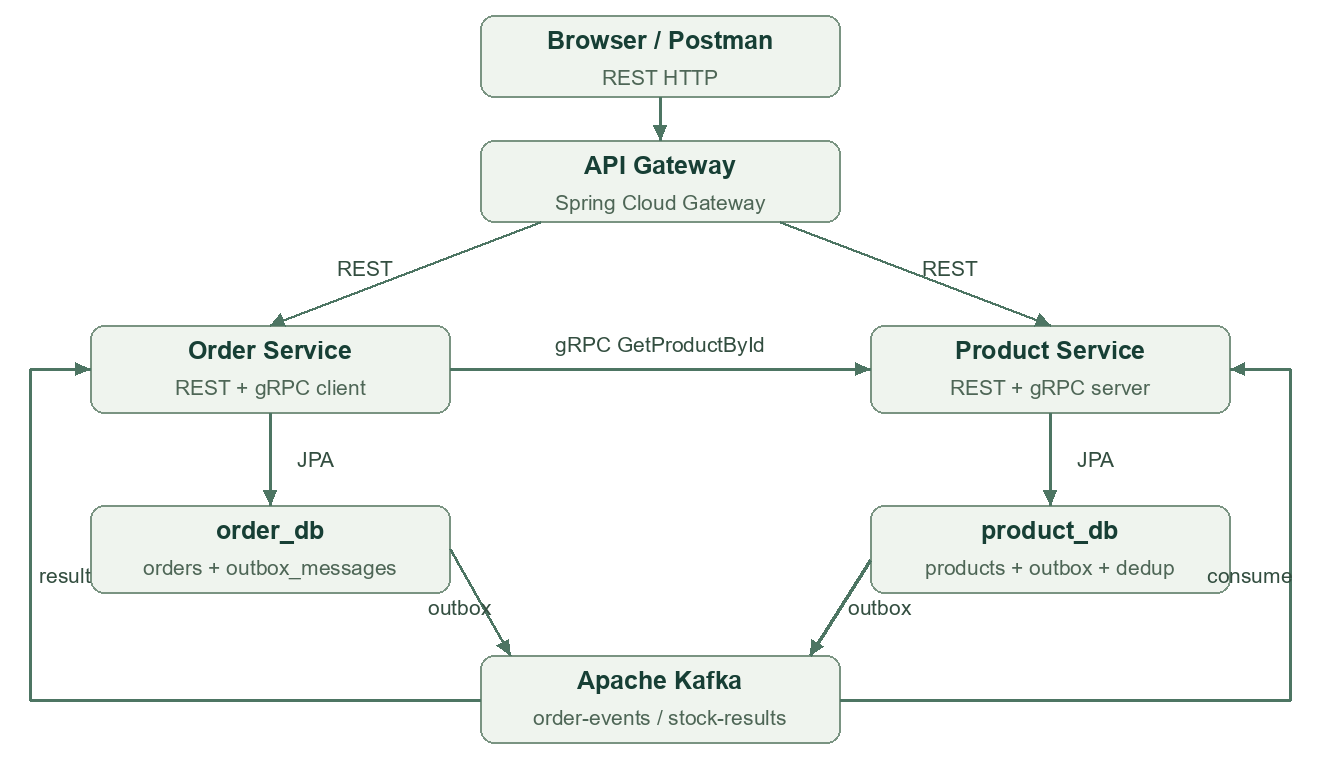 Browser / Postman
REST HTTP
API Gateway
Spring Cloud Gateway
REST
REST
Order Service
REST + gRPC client
gRPC GetProductById
Product Service
REST + gRPC server
JPA
JPA
order_db
orders + outbox_messages
product_db
products + outbox + dedup
result
consume
outbox
outbox
Apache Kafka
order-events / stock-results